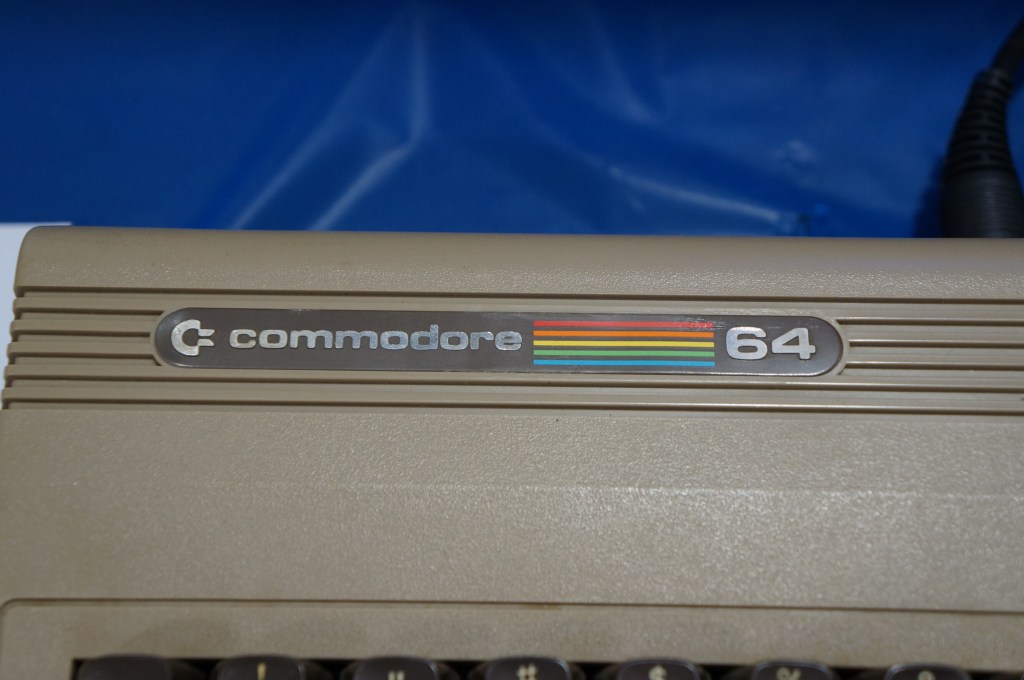 commodore 64
! " # $ %